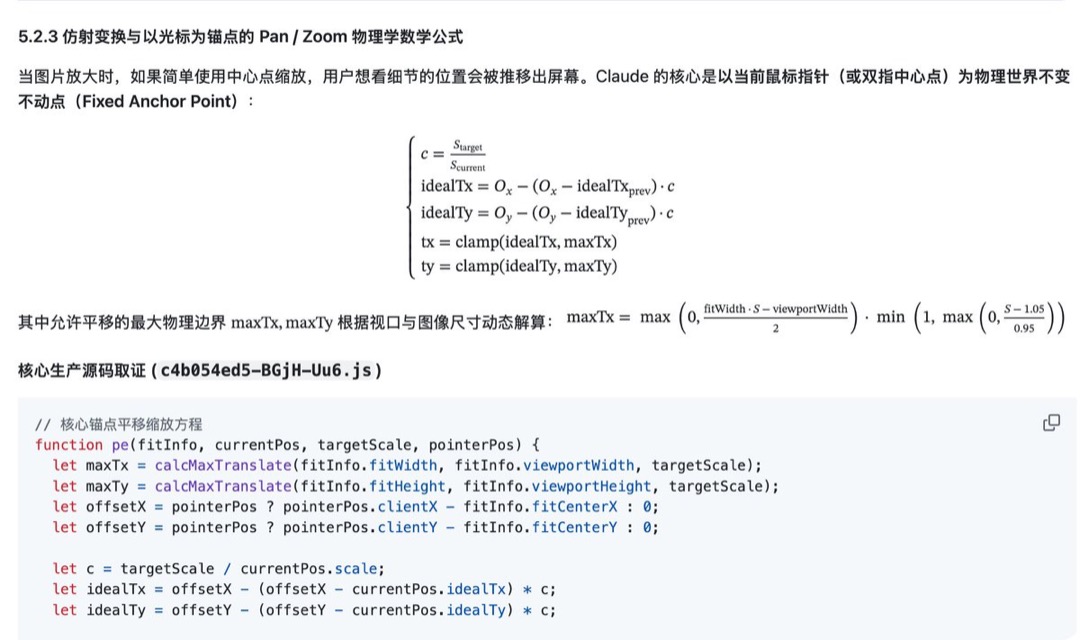 5.2.3 仿射变换与以光标为锚点的 Pan / Zoom 物理学数学公式
当图片放大时，如果简单使用中心点缩放，用户想看细节的位置会被推移出屏幕。Claude 的核心是以当前鼠标指针（或双指中心点）为物理世界不变
不动点（Fixed Anchor Point）：
c = S_target / S_current
idealTx = O_x − (O_x − idealTx_prev) · c
idealTy = O_y − (O_y − idealTy_prev) · c
tx = clamp(idealTx, maxTx)
ty = clamp(idealTy, maxTy)
其中允许平移的最大物理边界 maxTx, maxTy 根据视口与图像尺寸动态解算： maxTx = max (0, (fitWidth · S − viewportWidth) / 2) · min (1, max (0, (S − 1.05) / 0.95))
核心生产源码取证 (c4b054ed5-BGjH-Uu6.js)
// 核心锚点平移缩放方程
function pe(fitInfo, currentPos, targetScale, pointerPos) {
let maxTx = calcMaxTranslate(fitInfo.fitWidth, fitInfo.viewportWidth, targetScale);
let maxTy = calcMaxTranslate(fitInfo.fitHeight, fitInfo.viewportHeight, targetScale);
let offsetX = pointerPos ? pointerPos.clientX - fitInfo.fitCenterX : 0;
let offsetY = pointerPos ? pointerPos.clientY - fitInfo.fitCenterY : 0;
let c = targetScale / currentPos.scale;
let idealTx = offsetX - (offsetX - currentPos.idealTx) * c;
let idealTy = offsetY - (offsetY - currentPos.idealTy) * c;